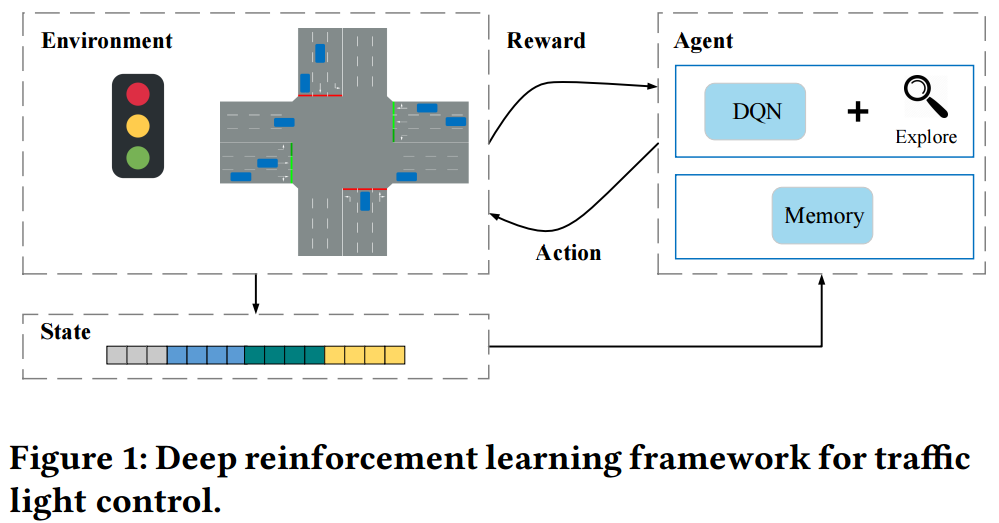 Environment
Reward
Agent
DQN
+
Explore
Memory
Action
State
Figure 1: Deep reinforcement learning framework for traffic
light control.